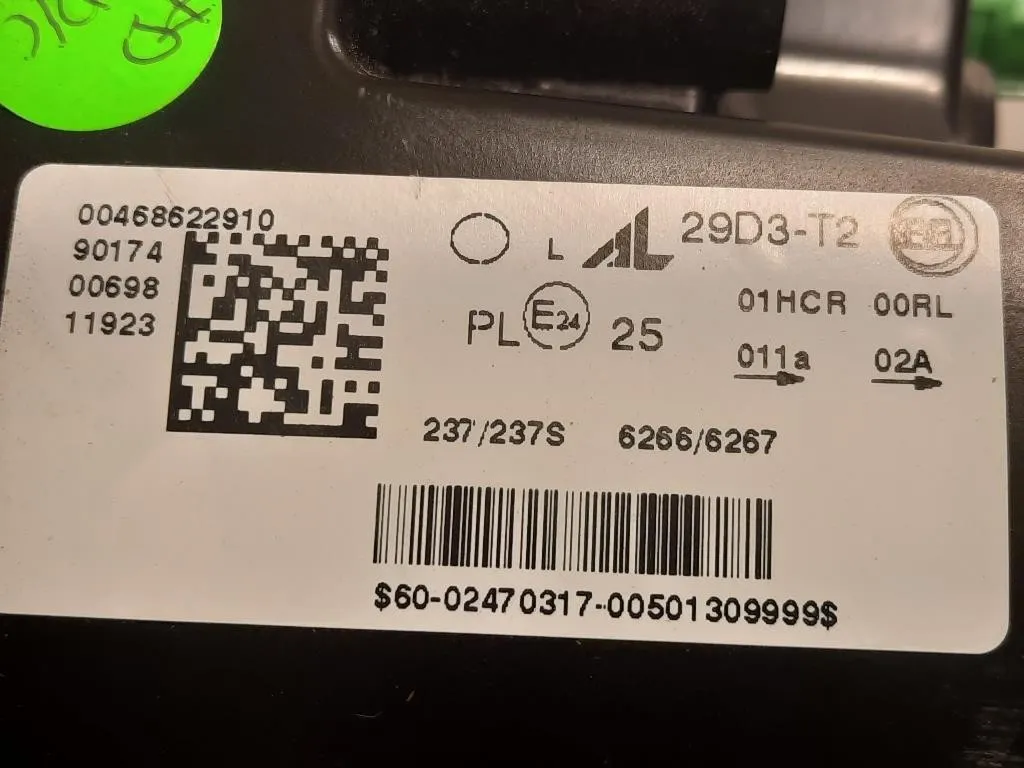 00468622910
90174
00698
11923
L AL 29D3-T2
PL E24 25
01HCR 00RL
011a 02A
237/237S 6266/6267
$60-02470317-00501309999$